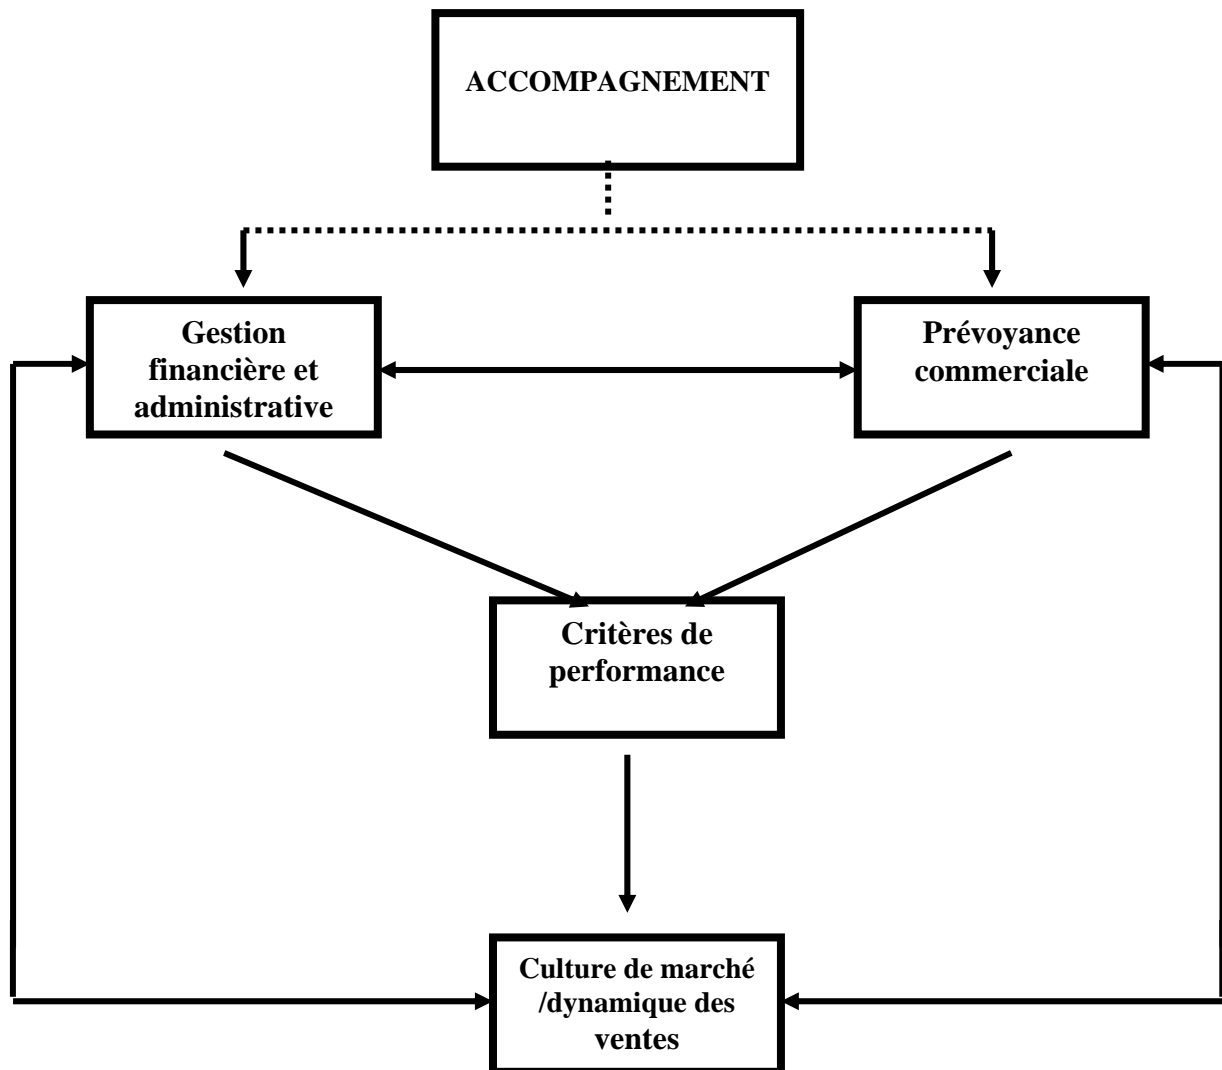 ACCOMPAGNEMENT
Gestion
financière et
administrative
Prévoyance
commerciale
Critères de
performance
Culture de marché
/dynamique des
ventes